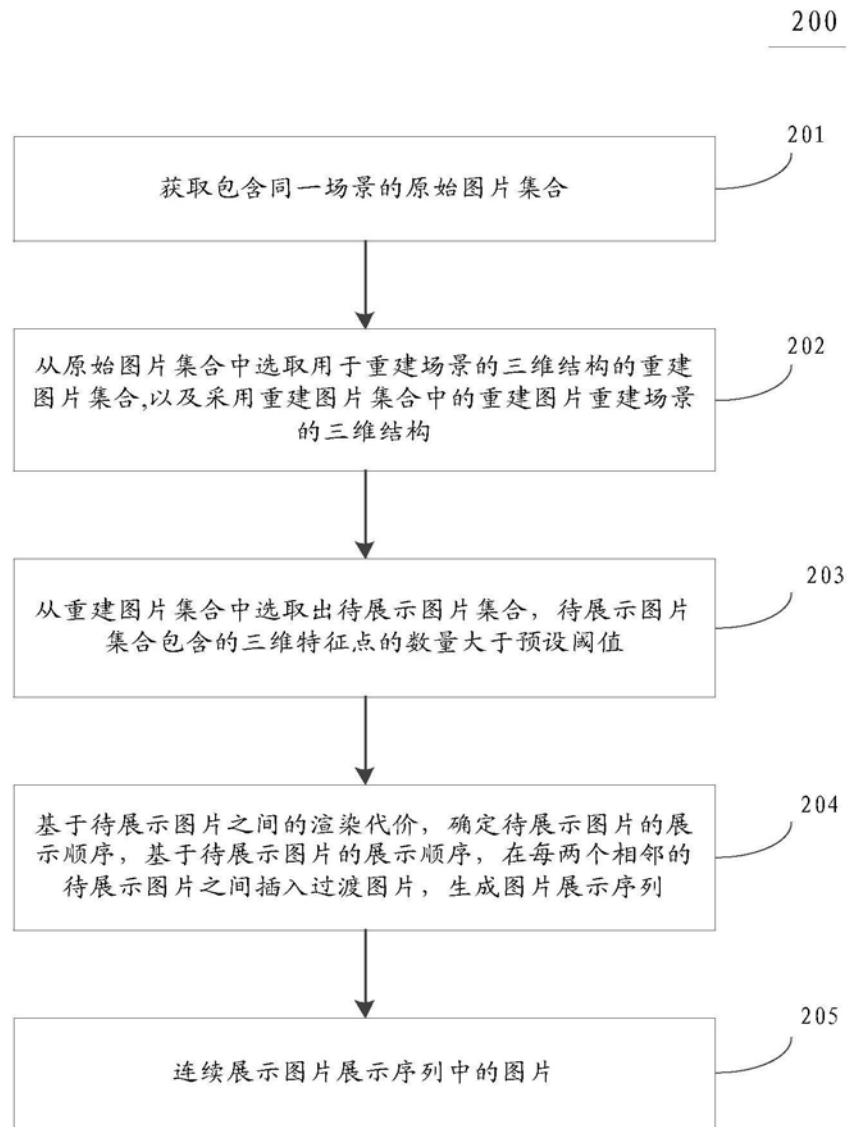 200
201
获取包含同一场景的原始图片集合
202
从原始图片集合中选取用于重建场景的三维结构的重建
图片集合,以及采用重建图片集合中的重建图片重建场景
的三维结构
203
从重建图片集合中选取出待展示图片集合，待展示图片
集合包含的三维特征点的数量大于预设阈值
204
基于待展示图片之间的渲染代价，确定待展示图片的展
示顺序，基于待展示图片的展示顺序，在每两个相邻的
待展示图片之间插入过渡图片，生成图片展示序列
205
连续展示图片展示序列中的图片